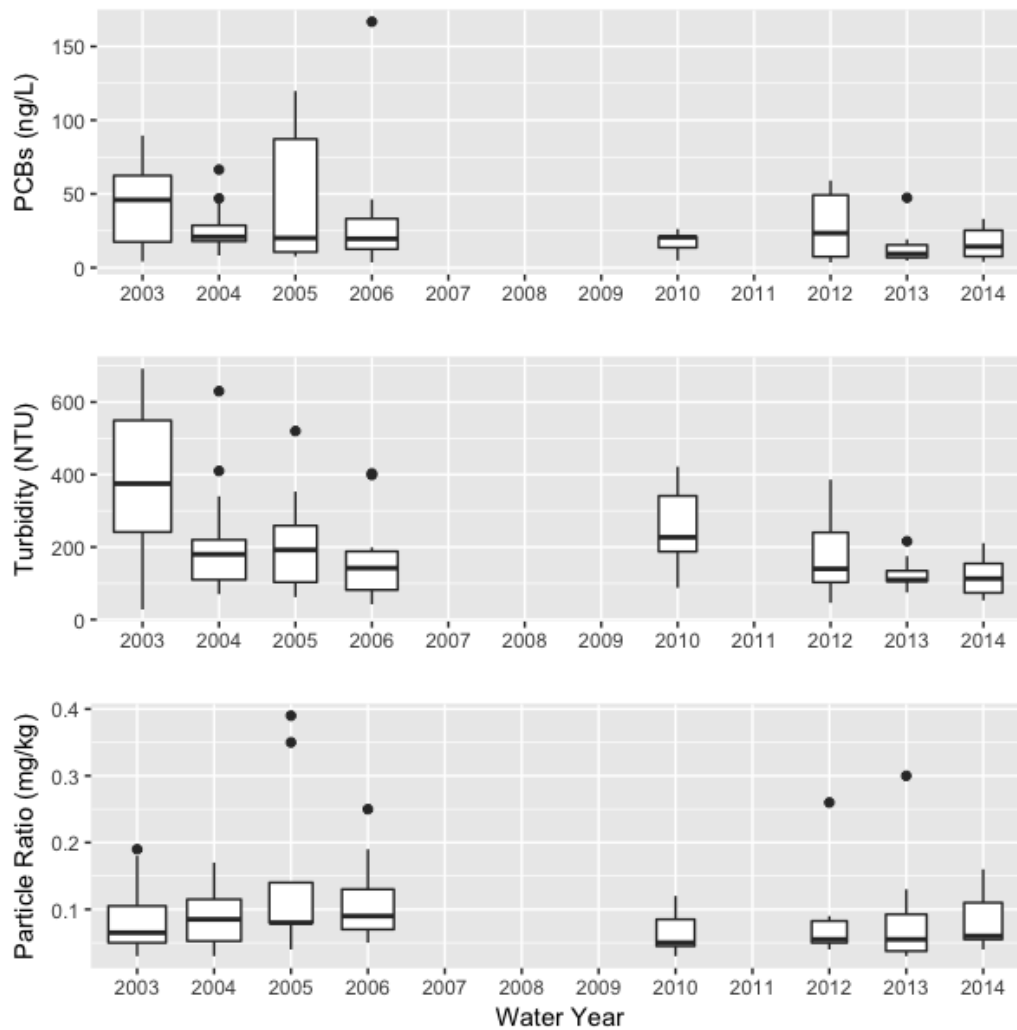 PCBs (ng/L)
150
100
50
0
2003 2004 2005 2006 2007 2008 2009 2010 2011 2012 2013 2014
Turbidity (NTU)
600
400
200
0
2003 2004 2005 2006 2007 2008 2009 2010 2011 2012 2013 2014
Particle Ratio (mg/kg)
0.4
0.3
0.2
0.1
2003 2004 2005 2006 2007 2008 2009 2010 2011 2012 2013 2014
Water Year